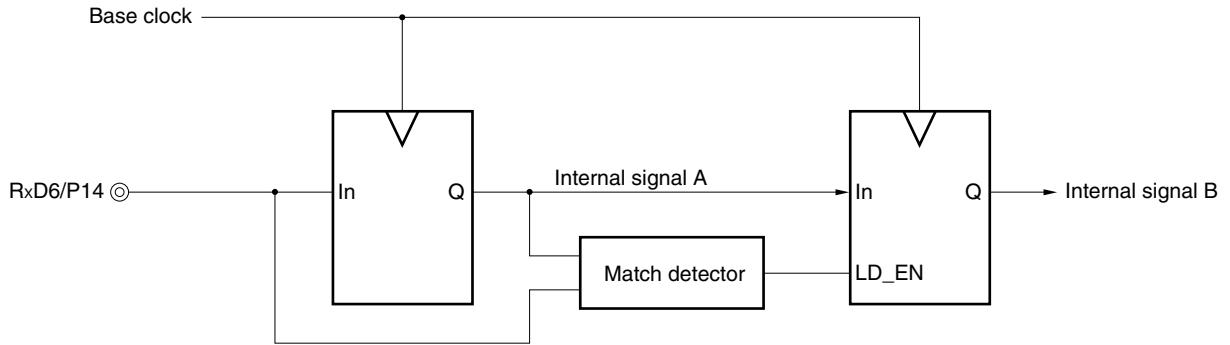 Base clock
RxD6/P14
In
Q
Internal signal A
In
Q
Internal signal B
Match detector
LD_EN